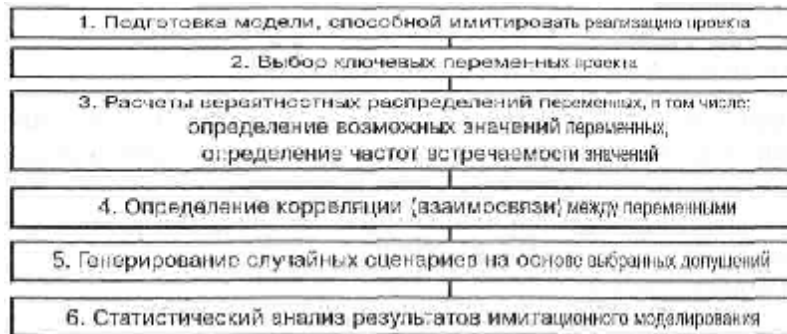 1. Подготовка модели, способной имитировать реализацию проекта
2. Выбор ключевых переменных проекта
3. Расчеты вероятностных распределений переменных, в том числе:
определение возможных значений переменных,
определение частот встречаемости значений
4. Определение корреляции (взаимосвязи) между переменными
5. Генерирование случайных сценариев на основе выбранных допущений
6. Статистический анализ результатов имитационного моделирования